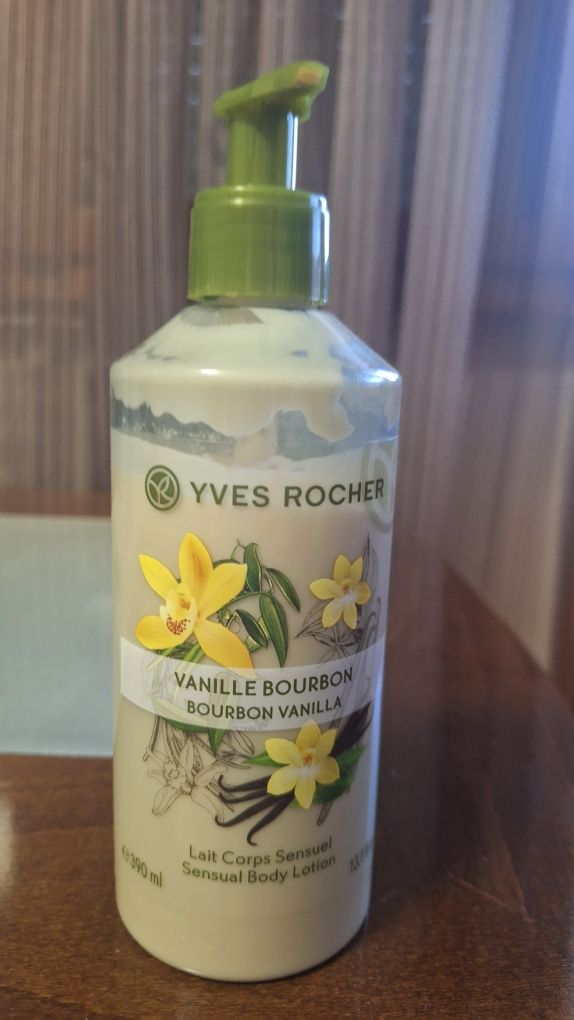 YVES ROCHER
VANILLE BOURBON
BOURBON VANILLA
Lait Corps Sensuel
Sensual Body Lotion
℮390 ml